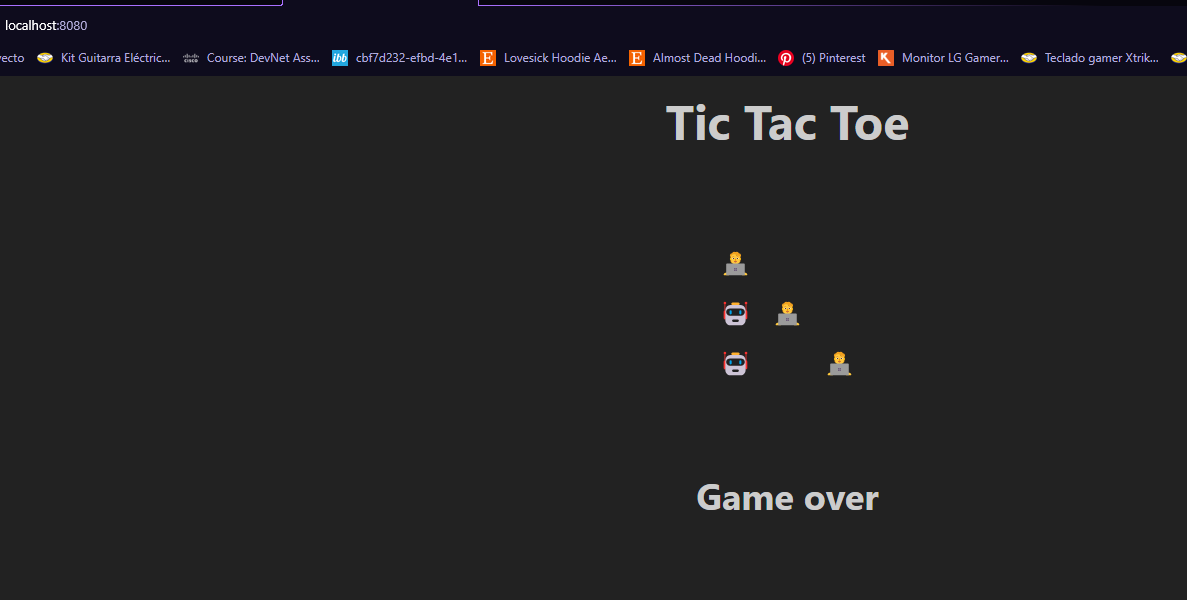 localhost:8080
yecto Kit Guitarra Eléctric... Course: DevNet Ass... cbf7d232-efbd-4e1... Lovesick Hoodie Ae... Almost Dead Hoodi... (5) Pinterest Monitor LG Gamer... Teclado gamer Xtrik...
Tic Tac Toe
Game over